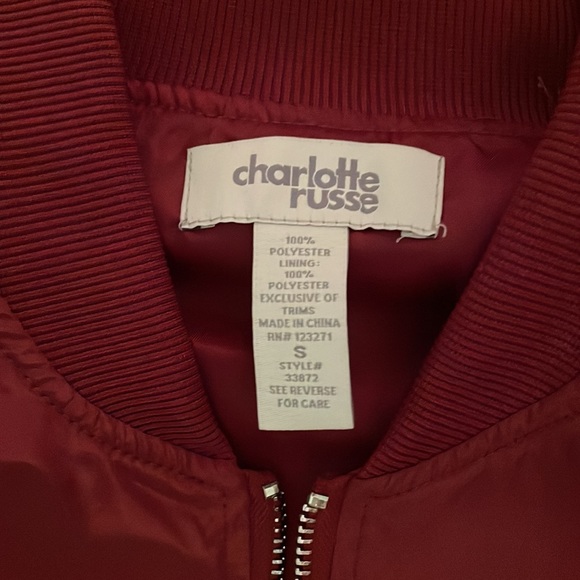 charlotte
russe
100%
POLYESTER
LINING:
100%
POLYESTER
EXCLUSIVE OF
TRIMS
MADE IN CHINA
RN# 123271
S
STYLE#
33872
SEE REVERSE
FOR CARE